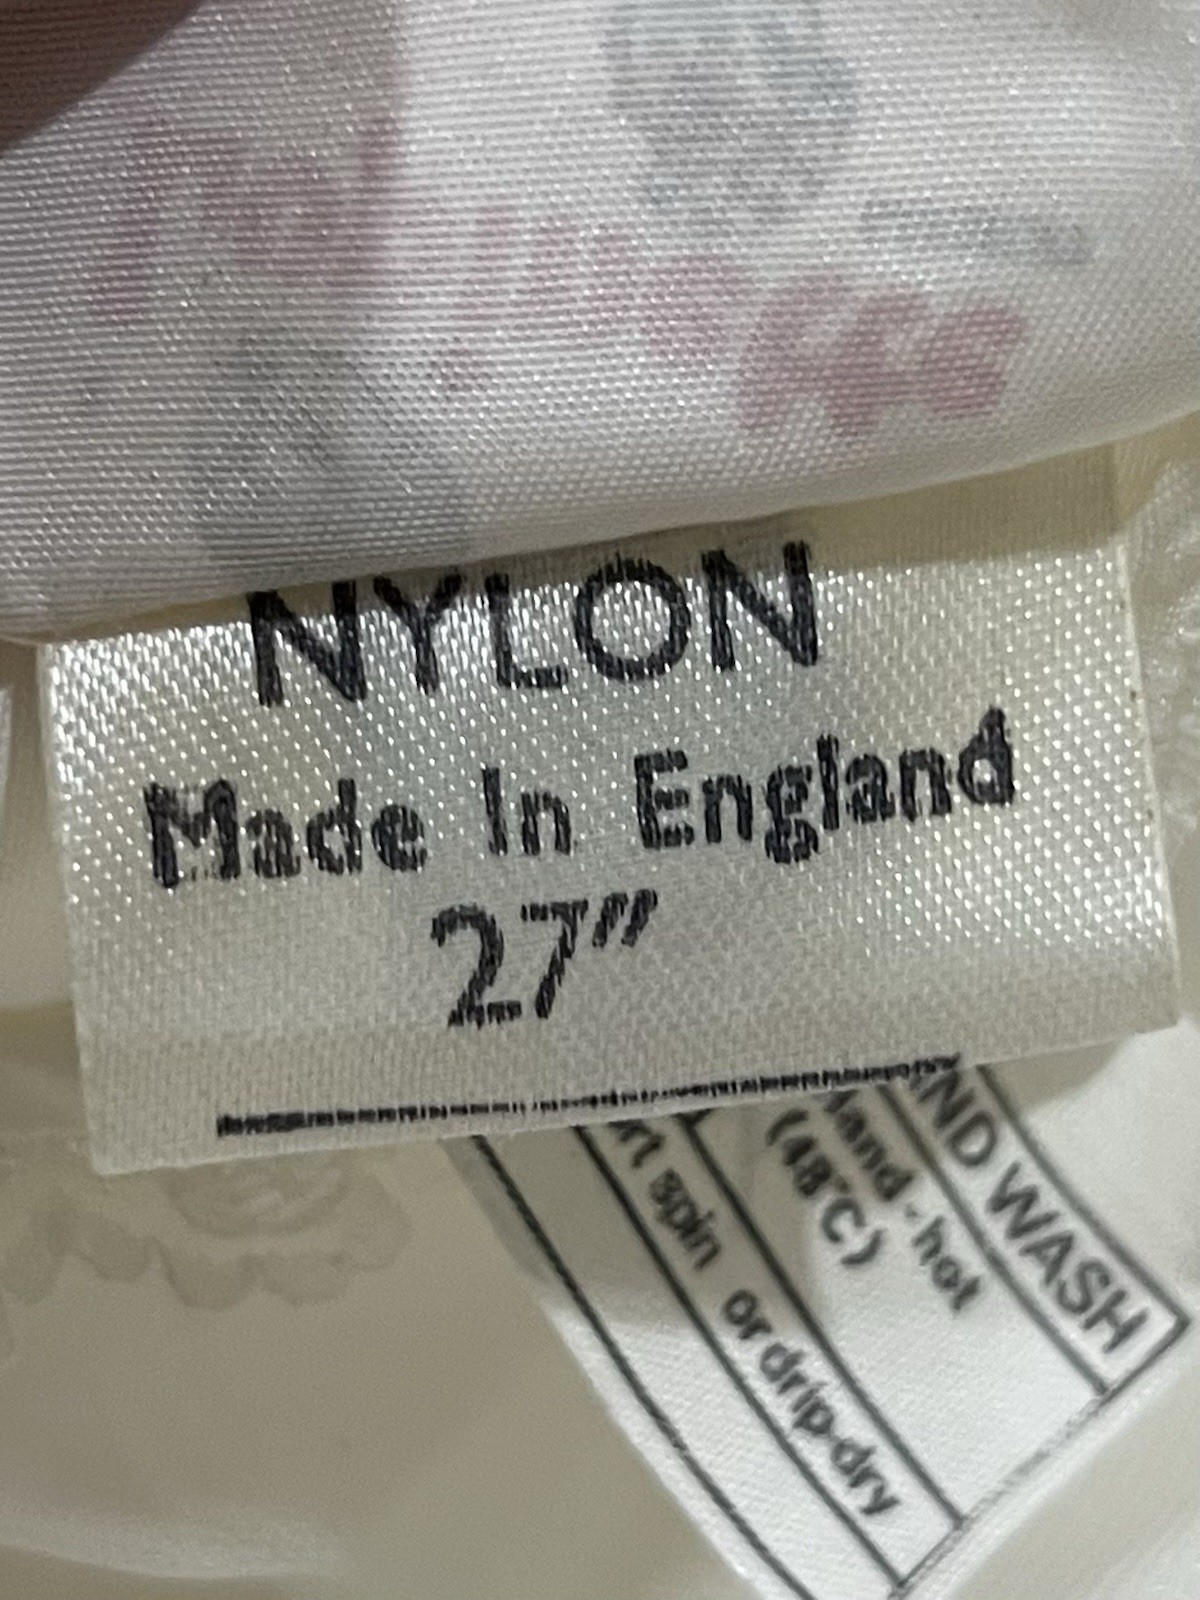 NYLON
Made In England
27"
ND WASH
Hand-hot
(48°C)
rt spin or drip-dry